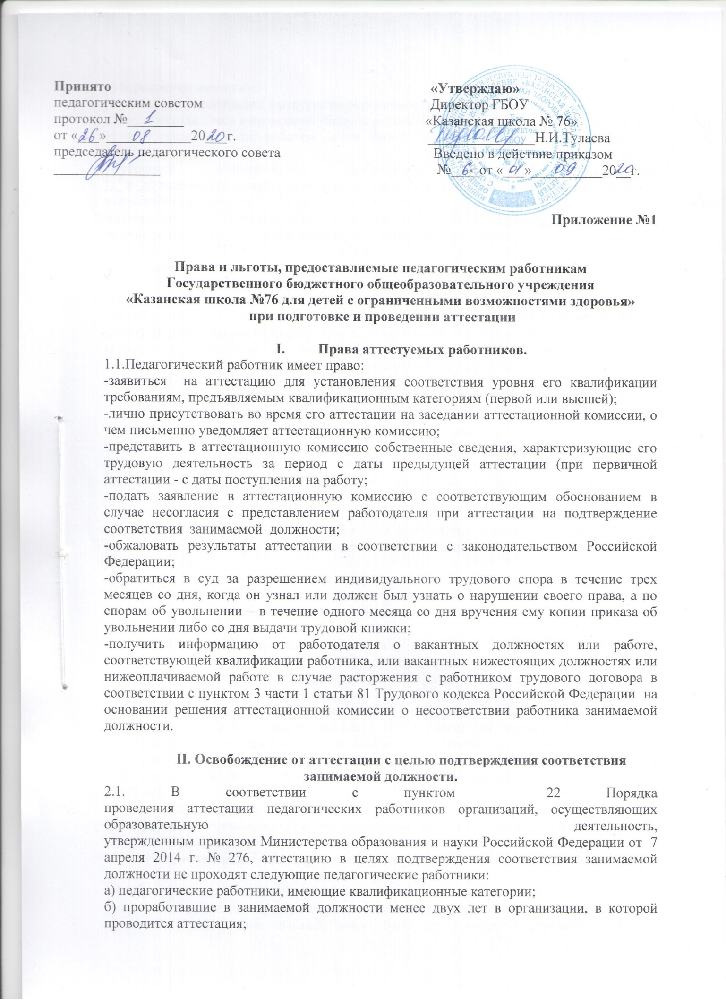 Принято
педагогическим советом
протокол № 1
от «26» 08 2020 г.
председатель педагогического совета
«Утверждаю»
Директор ГБОУ
«Казанская школа № 76»
Н.И.Тулаева
Введено в действие приказом
№ 6 от «01» 09 2020г.
Для
документов
ГБОУ
«Казанская школа
№ 76»
Приложение №1
Права и льготы, предоставляемые педагогическим работникам
Государственного бюджетного общеобразовательного учреждения
«Казанская школа №76 для детей с ограниченными возможностями здоровья»
при подготовке и проведении аттестации
I. Права аттестуемых работников.
1.1.Педагогический работник имеет право:
-заявиться на аттестацию для установления соответствия уровня его квалификации
требованиям, предъявляемым квалификационным категориям (первой или высшей);
-лично присутствовать во время его аттестации на заседании аттестационной комиссии, о
чем письменно уведомляет аттестационную комиссию;
-представить в аттестационную комиссию собственные сведения, характеризующие его
трудовую деятельность за период с даты предыдущей аттестации (при первичной
аттестации - с даты поступления на работу;
-подать заявление в аттестационную комиссию с соответствующим обоснованием в
случае несогласия с представлением работодателя при аттестации на подтверждение
соответствия занимаемой должности;
-обжаловать результаты аттестации в соответствии с законодательством Российской
Федерации;
-обратиться в суд за разрешением индивидуального трудового спора в течение трех
месяцев со дня, когда он узнал или должен был узнать о нарушении своего права, а по
спорам об увольнении – в течение одного месяца со дня вручения ему копии приказа об
увольнении либо со дня выдачи трудовой книжки;
-получить информацию от работодателя о вакантных должностях или работе,
соответствующей квалификации работника, или вакантных нижестоящих должностях или
нижеоплачиваемой работе в случае расторжения с работником трудового договора в
соответствии с пунктом 3 части 1 статьи 81 Трудового кодекса Российской Федерации на
основании решения аттестационной комиссии о несоответствии работника занимаемой
должности.
II. Освобождение от аттестации с целью подтверждения соответствия
занимаемой должности.
2.1. В соответствии с пунктом 22 Порядка
проведения аттестации педагогических работников организаций, осуществляющих
образовательную деятельность,
утвержденным приказом Министерства образования и науки Российской Федерации от 7
апреля 2014 г. № 276, аттестацию в целях подтверждения соответствия занимаемой
должности не проходят следующие педагогические работники:
а) педагогические работники, имеющие квалификационные категории;
б) проработавшие в занимаемой должности менее двух лет в организации, в которой
проводится аттестация;